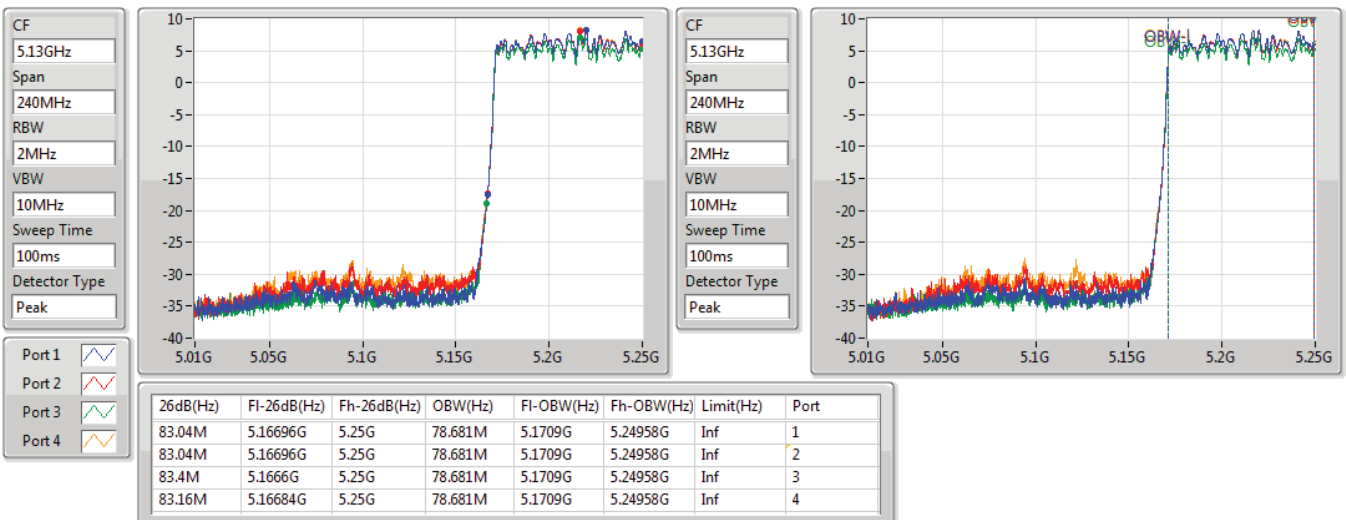 CF
5.13GHz
Span
240MHz
RBW
2MHz
VBW
10MHz
Sweep Time
100ms
Detector Type
Peak
10
5
0
-5
-10
-15
-20
-25
-30
-35
-40
5.01G 5.05G 5.1G 5.15G 5.2G 5.25G
CF
5.13GHz
Span
240MHz
RBW
2MHz
VBW
10MHz
Sweep Time
100ms
Detector Type
Peak
10
5
0
-5
-10
-15
-20
-25
-30
-35
-40
5.01G 5.05G 5.1G 5.15G 5.2G 5.25G
OBW-L
Port 1
Port 2
Port 3
Port 4
26dB(Hz) Fl-26dB(Hz) Fh-26dB(Hz) OBW(Hz) Fl-OBW(Hz) Fh-OBW(Hz) Limit(Hz) Port
83.04M 5.16696G 5.25G 78.681M 5.1709G 5.24958G Inf 1
83.04M 5.16696G 5.25G 78.681M 5.1709G 5.24958G Inf 2
83.4M 5.1666G 5.25G 78.681M 5.1709G 5.24958G Inf 3
83.16M 5.16684G 5.25G 78.681M 5.1709G 5.24958G Inf 4